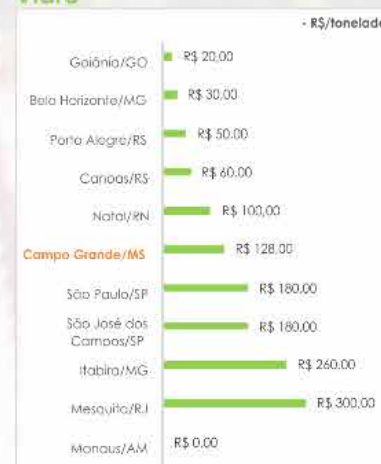 - R$/tonelada
Goiânia/GO R$ 20,00
Belo Horizonte/MG R$ 30,00
Porto Alegre/RS R$ 50,00
Canoas/RS R$ 60,00
Natal/RN R$ 100,00
Campo Grande/MS R$ 128,00
São Paulo/SP R$ 180,00
São José dos
Campos/SP R$ 180,00
Itabira/MG R$ 260,00
Mesquita/RJ R$ 300,00
Manaus/AM R$ 0,00